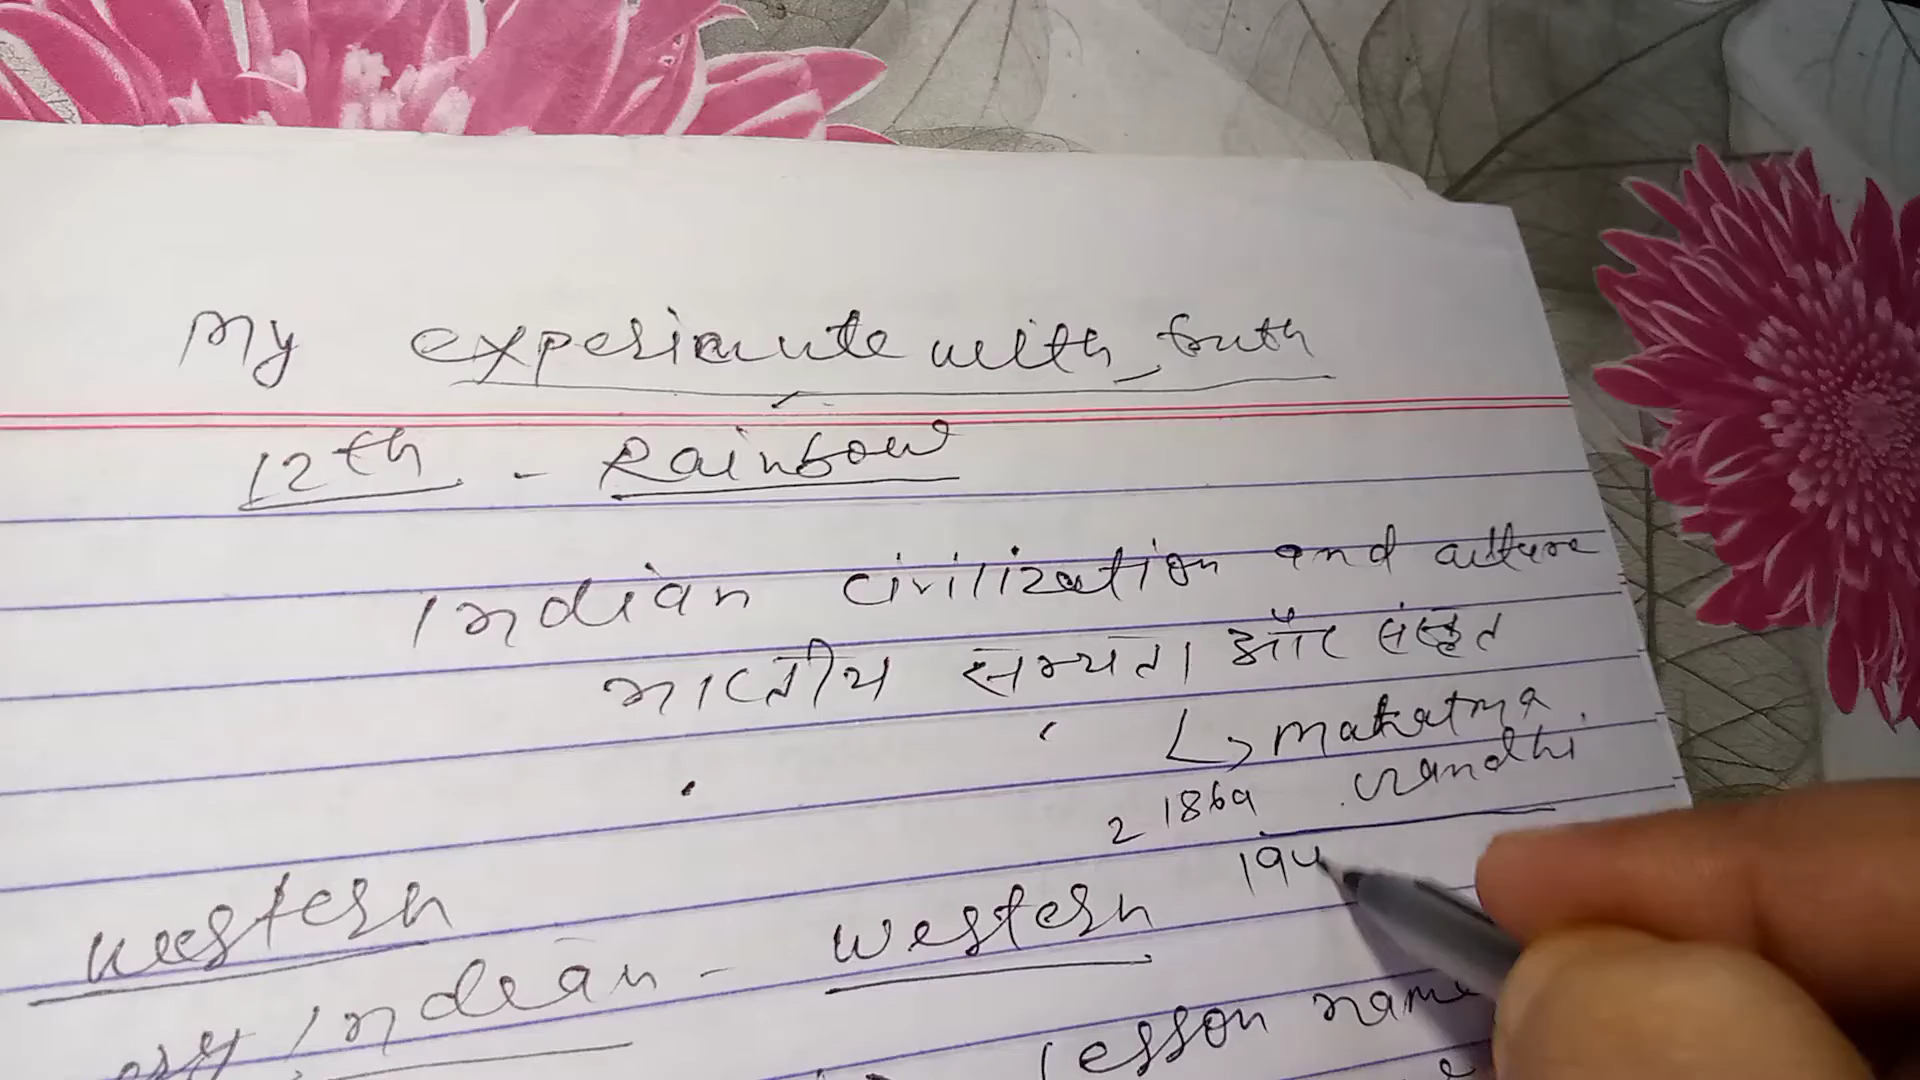 My experiment with truth
12th - Rainbow
Indian civilization and culture
भारतीय सभ्यता और संस्कृत
Mahatma
Gandhi
2 1869
194
western
Indian - western
lesson name